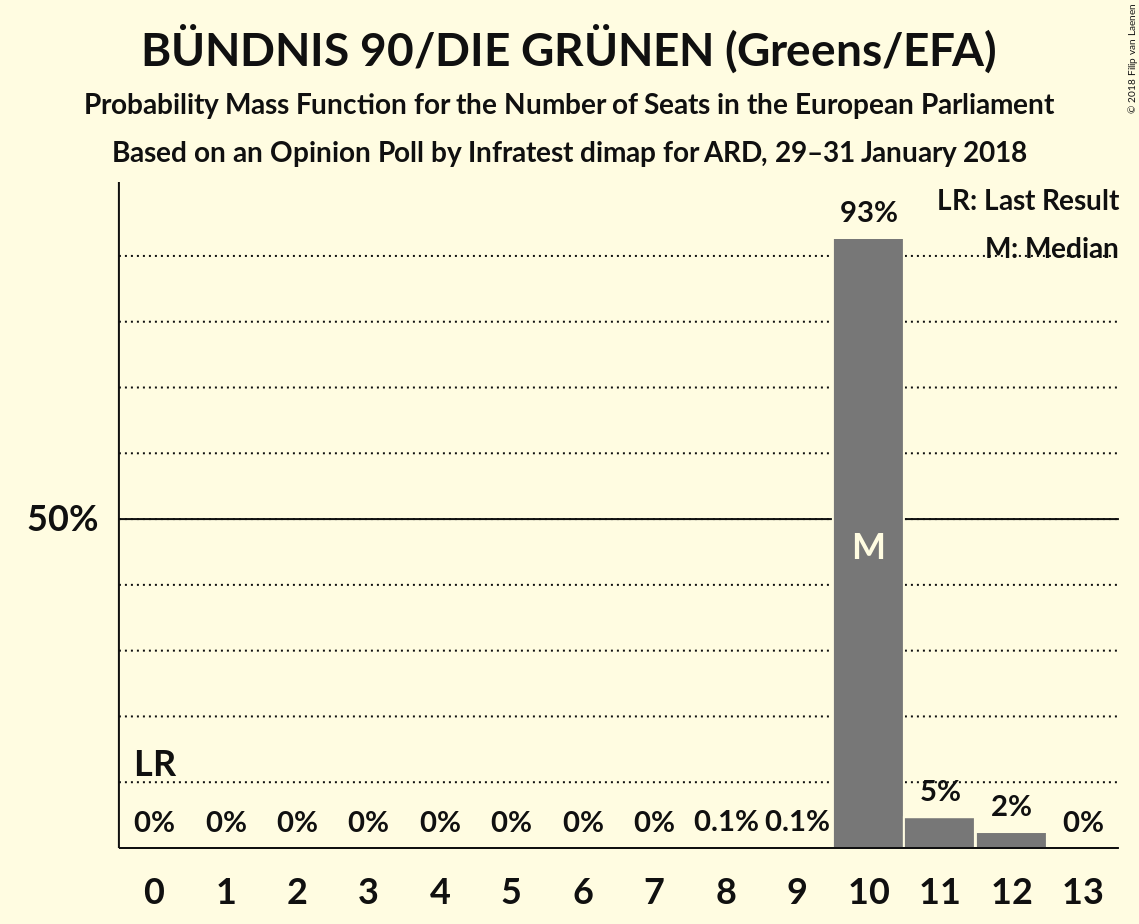 BÜNDNIS 90/DIE GRÜNEN (Greens/EFA)
Probability Mass Function for the Number of Seats in the European Parliament
Based on an Opinion Poll by Infratest dimap for ARD, 29–31 January 2018
© 2018 Filip van Laenen
LR: Last Result
M: Median
93%
50%
M
LR
0% 0% 0% 0% 0% 0% 0% 0% 0.1% 0.1% 5% 2% 0%
0 1 2 3 4 5 6 7 8 9 10 11 12 13